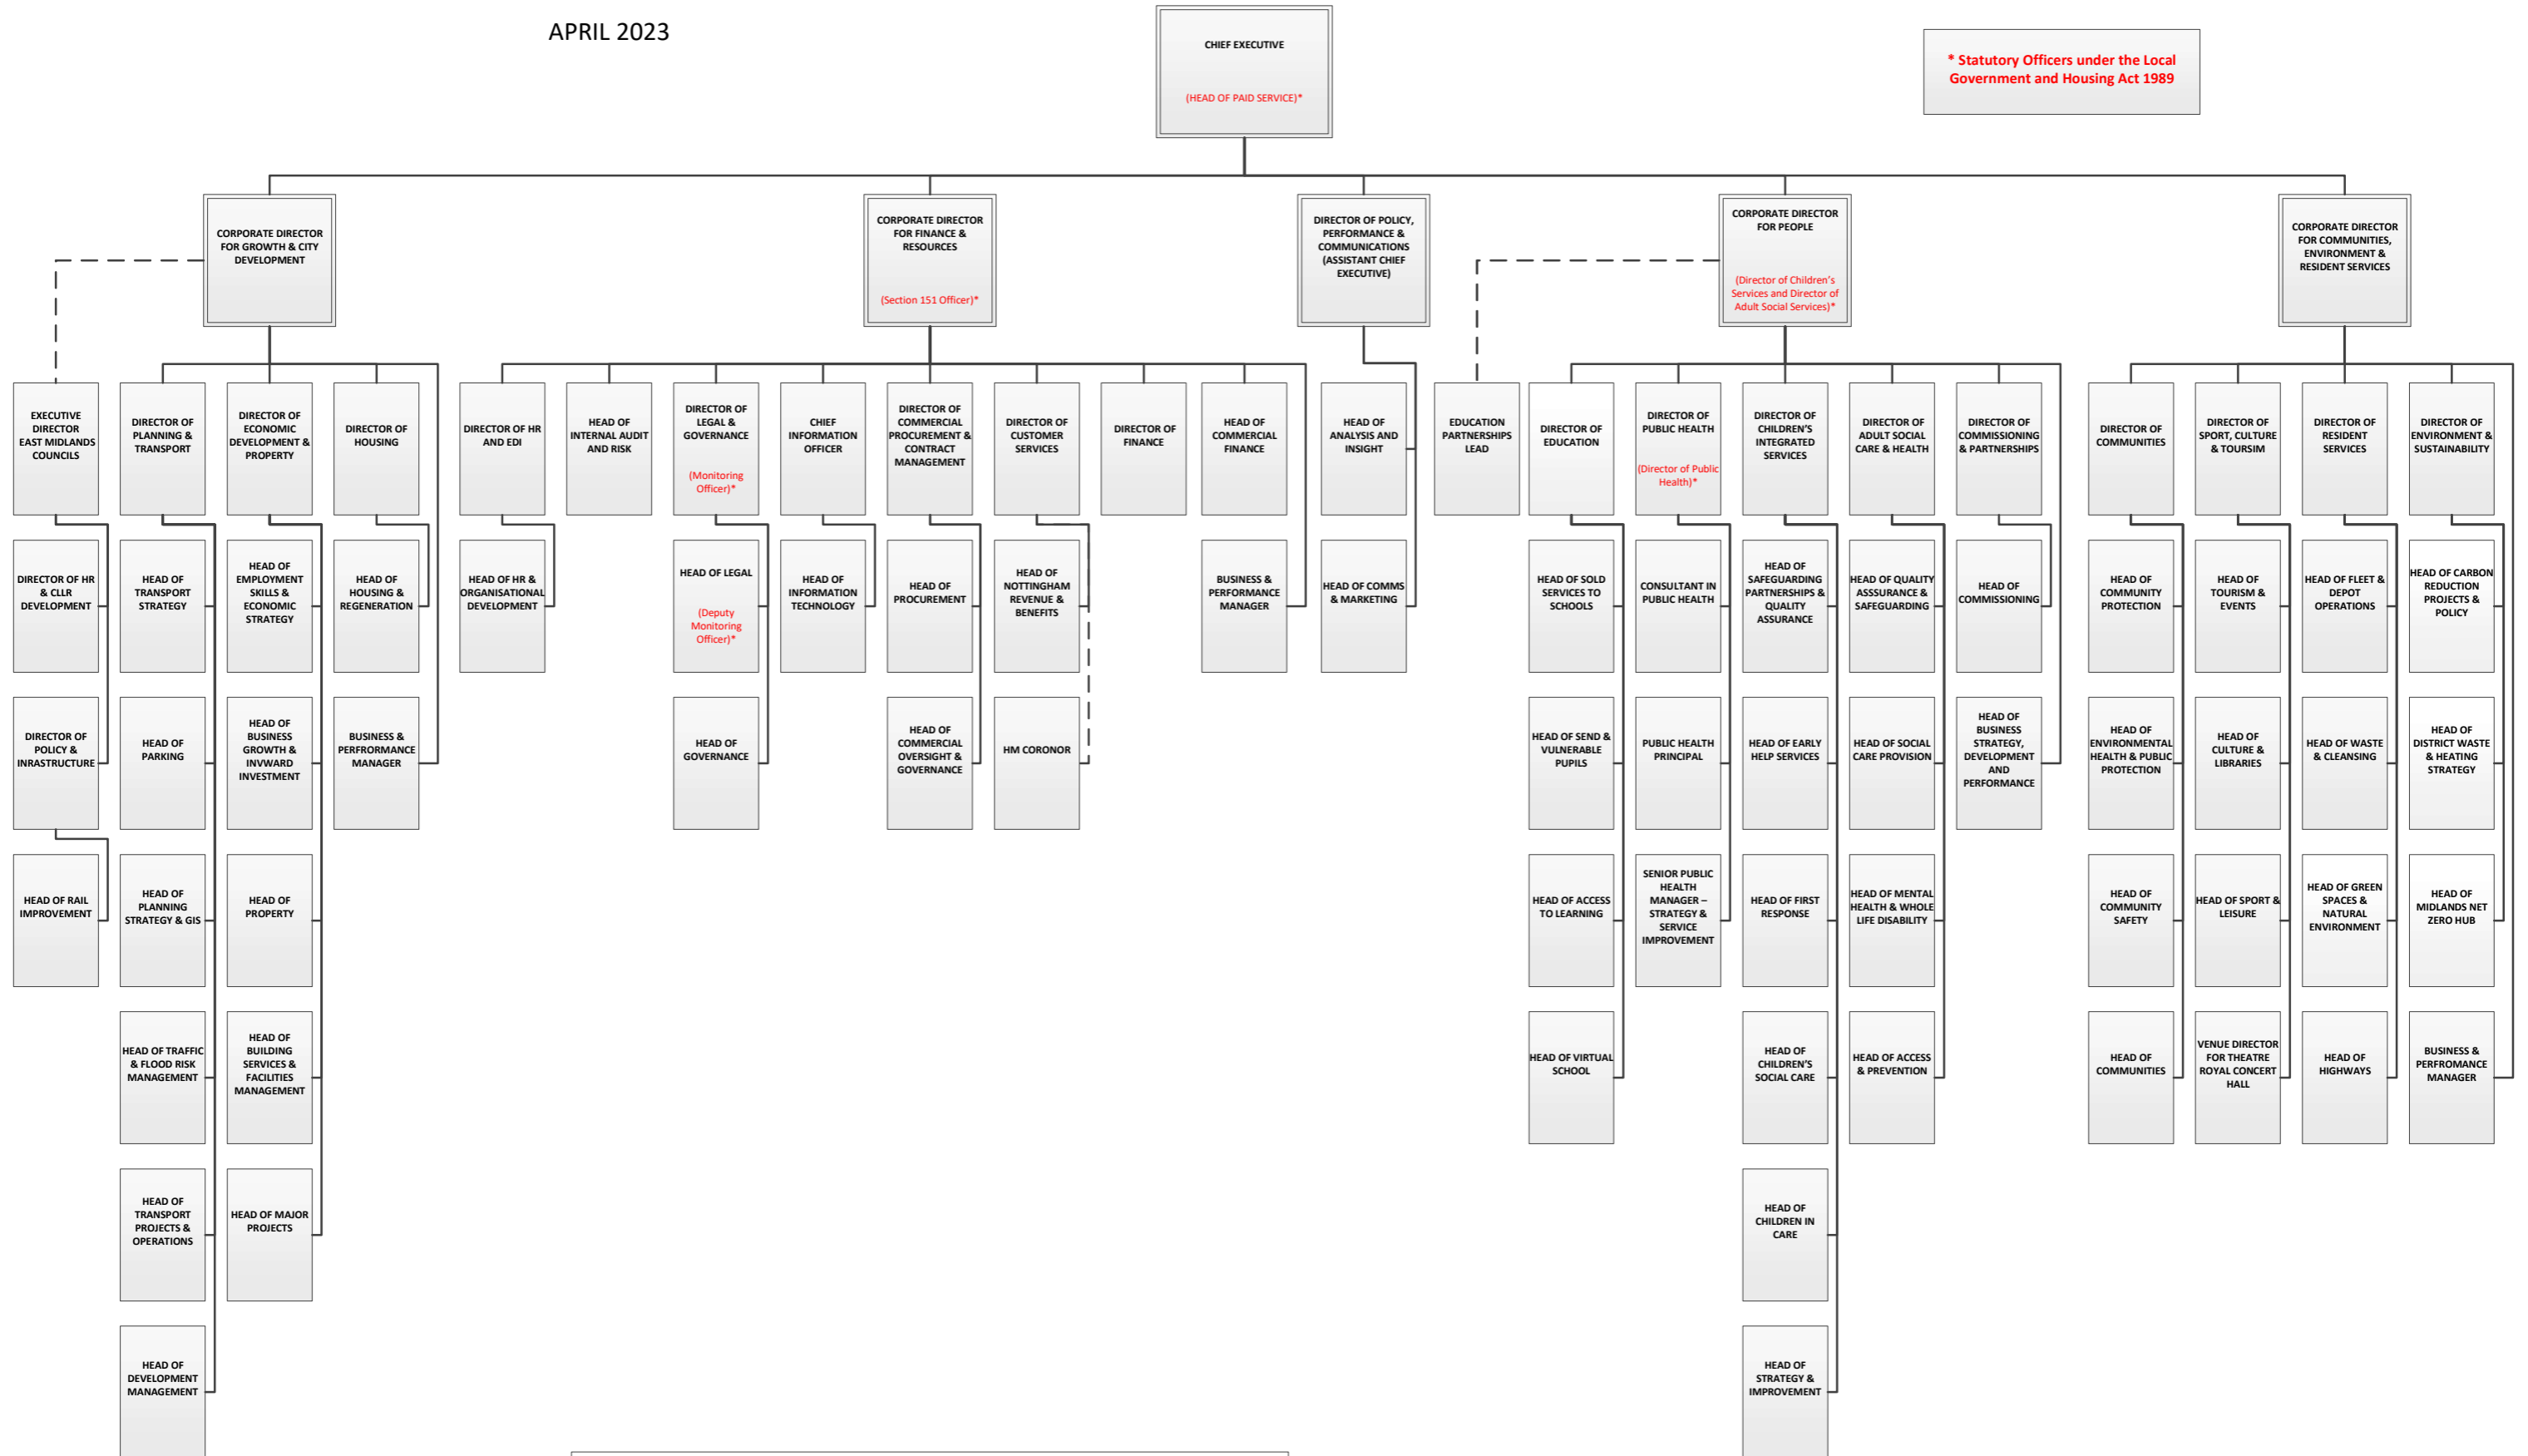 APRIL 2023
CHIEF EXECUTIVE
(HEAD OF PAID SERVICE)*
* Statutory Officers under the Local
Government and Housing Act 1989
CORPORATE DIRECTOR
FOR GROWTH & CITY
DEVELOPMENT
CORPORATE DIRECTOR
FOR FINANCE &
RESOURCES
(Section 151 Officer)*
DIRECTOR OF POLICY,
PERFORMANCE &
COMMUNICATIONS
(ASSISTANT CHIEF
EXECUTIVE)
CORPORATE DIRECTOR
FOR PEOPLE
(Director of Children's
Services and Director of
Adult Social Services)*
CORPORATE DIRECTOR
FOR COMMUNITIES,
ENVIRONMENT &
RESIDENT SERVICES
EXECUTIVE
DIRECTOR
EAST MIDLANDS
COUNCILS
DIRECTOR OF
PLANNING &
TRANSPORT
DIRECTOR OF
ECONOMIC
DEVELOPMENT &
PROPERTY
DIRECTOR OF
HOUSING
DIRECTOR OF HR
AND EDI
HEAD OF
INTERNAL AUDIT
AND RISK
DIRECTOR OF
LEGAL &
GOVERNANCE
(Monitoring
Officer)*
CHIEF
INFORMATION
OFFICER
DIRECTOR OF
COMMERCIAL
PROCUREMENT &
CONTRACT
MANAGEMENT
DIRECTOR OF
CUSTOMER
SERVICES
DIRECTOR OF
FINANCE
HEAD OF
COMMERCIAL
FINANCE
HEAD OF
ANALYSIS AND
INSIGHT
EDUCATION
PARTNERSHIPS
LEAD
DIRECTOR OF
EDUCATION
DIRECTOR OF
PUBLIC HEALTH
(Director of Public
Health)*
DIRECTOR OF
CHILDREN'S
INTEGRATED
SERVICES
DIRECTOR OF
ADULT SOCIAL
CARE & HEALTH
DIRECTOR OF
COMMISSIONING
& PARTNERSHIPS
DIRECTOR OF
COMMUNITIES
DIRECTOR OF
SPORT, CULTURE
& TOURSIM
DIRECTOR OF
RESIDENT
SERVICES
DIRECTOR OF
ENVIRONMENT &
SUSTAINABILITY
DIRECTOR OF HR
& CLLR
DEVELOPMENT
HEAD OF
TRANSPORT
STRATEGY
HEAD OF
EMPLOYMENT
SKILLS &
ECONOMIC
STRATEGY
HEAD OF
HOUSING &
REGENERATION
HEAD OF HR &
ORGANISATIONAL
DEVELOPMENT
HEAD OF LEGAL
(Deputy
Monitoring
Officer)*
HEAD OF
INFORMATION
TECHNOLOGY
HEAD OF
PROCUREMENT
HEAD OF
NOTTINGHAM
REVENUE &
BENEFITS
BUSINESS &
PERFORMANCE
MANAGER
HEAD OF COMMS
& MARKETING
HEAD OF SOLD
SERVICES TO
SCHOOLS
CONSULTANT IN
PUBLIC HEALTH
HEAD OF
SAFEGUARDING
PARTNERSHIPS &
QUALITY
ASSURANCE
HEAD OF QUALITY
ASSSURANCE &
SAFEGUARDING
HEAD OF
COMMISSIONING
HEAD OF
COMMUNITY
PROTECTION
HEAD OF
TOURISM &
EVENTS
HEAD OF FLEET &
DEPOT
OPERATIONS
HEAD OF CARBON
REDUCTION
PROJECTS &
POLICY
DIRECTOR OF
POLICY &
INRASTRUCTURE
HEAD OF
PARKING
HEAD OF
BUSINESS
GROWTH &
INVWARD
INVESTMENT
BUSINESS &
PERFRORMANCE
MANAGER
HEAD OF
GOVERNANCE
HEAD OF
COMMERCIAL
OVERSIGHT &
GOVERNANCE
HM CORONOR
HEAD OF SEND &
VULNERABLE
PUPILS
PUBLIC HEALTH
PRINCIPAL
HEAD OF EARLY
HELP SERVICES
HEAD OF SOCIAL
CARE PROVISION
HEAD OF
BUSINESS
STRATEGY,
DEVELOPMENT
AND
PERFORMANCE
HEAD OF
ENVIRONMENTAL
HEALTH & PUBLIC
PROTECTION
HEAD OF
CULTURE &
LIBRARIES
HEAD OF WASTE
& CLEANSING
HEAD OF
DISTRICT WASTE
& HEATING
STRATEGY
HEAD OF RAIL
IMPROVEMENT
HEAD OF
PLANNING
STRATEGY & GIS
HEAD OF
PROPERTY
HEAD OF ACCESS
TO LEARNING
SENIOR PUBLIC
HEALTH
MANAGER –
STRATEGY &
SERVICE
IMPROVEMENT
HEAD OF FIRST
RESPONSE
HEAD OF MENTAL
HEALTH & WHOLE
LIFE DISABILITY
HEAD OF
COMMUNITY
SAFETY
HEAD OF SPORT &
LEISURE
HEAD OF GREEN
SPACES &
NATURAL
ENVIRONMENT
HEAD OF
MIDLANDS NET
ZERO HUB
HEAD OF TRAFFIC
& FLOOD RISK
MANAGEMENT
HEAD OF
BUILDING
SERVICES &
FACILITIES
MANAGEMENT
HEAD OF VIRTUAL
SCHOOL
HEAD OF
CHILDREN'S
SOCIAL CARE
HEAD OF ACCESS
& PREVENTION
HEAD OF
COMMUNITIES
VENUE DIRECTOR
FOR THEATRE
ROYAL CONCERT
HALL
HEAD OF
HIGHWAYS
BUSINESS &
PERFROMANCE
MANAGER
HEAD OF
TRANSPORT
PROJECTS &
OPERATIONS
HEAD OF MAJOR
PROJECTS
HEAD OF
CHILDREN IN
CARE
HEAD OF
DEVELOPMENT
MANAGEMENT
HEAD OF
STRATEGY &
IMPROVEMENT